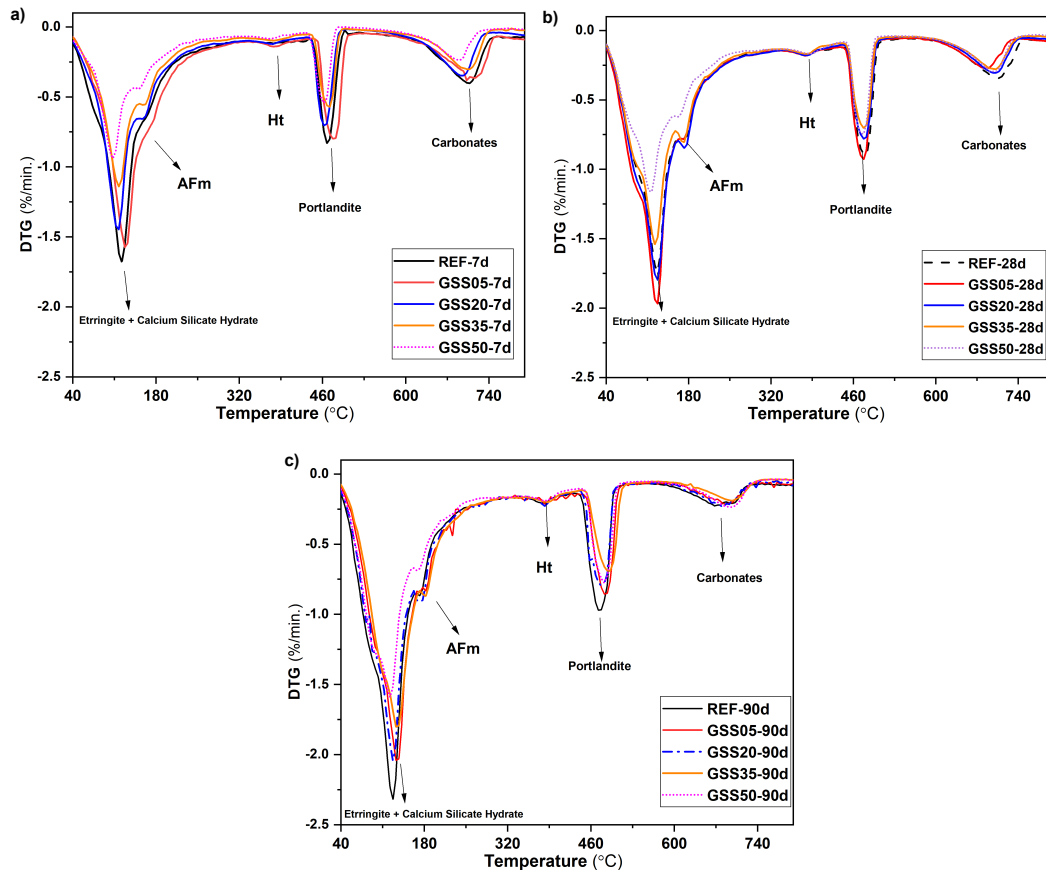 a)
0.0
-0.5
-1.0
-1.5
-2.0
-2.5
DTG (%/min.)
Ht
AFm
Carbonates
Portlandite
Etrringite + Calcium Silicate Hydrate
REF-7d
GSS05-7d
GSS20-7d
GSS35-7d
GSS50-7d
40 180 320 460 600 740
Temperature (°C)
b)
0.0
-0.5
-1.0
-1.5
-2.0
-2.5
DTG (%/min.)
Ht
AFm
Carbonates
Portlandite
Etrringite + Calcium Silicate Hydrate
REF-28d
GSS05-28d
GSS20-28d
GSS35-28d
GSS50-28d
40 180 320 460 600 740
Temperature (°C)
c)
0.0
-0.5
-1.0
-1.5
-2.0
-2.5
DTG (%/min.)
Ht
AFm
Carbonates
Portlandite
Etrringite + Calcium Silicate Hydrate
REF-90d
GSS05-90d
GSS20-90d
GSS35-90d
GSS50-90d
40 180 320 460 600 740
Temperature (°C)